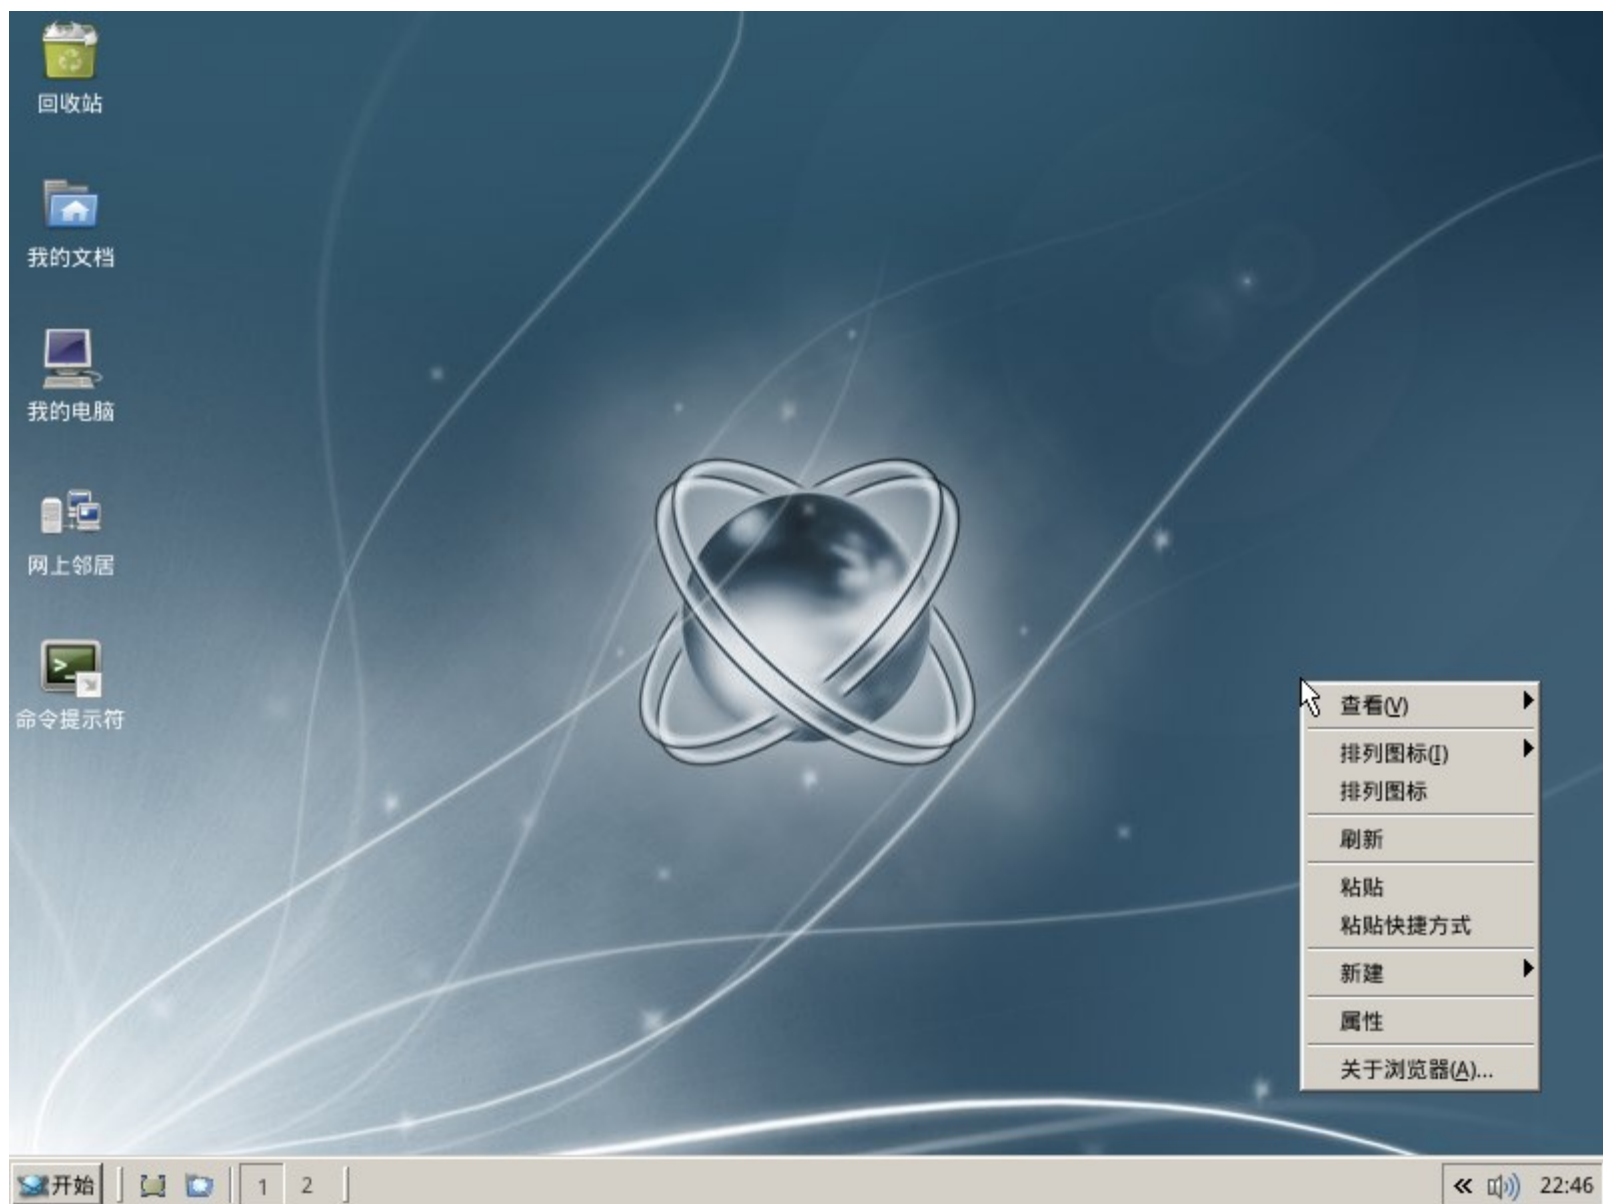 回收站
我的文档
我的电脑
网上邻居
命令提示符
查看(V)
排列图标(I)
排列图标
刷新
粘贴
粘贴快捷方式
新建
属性
关于浏览器(A)...
开始 1 2 22:46